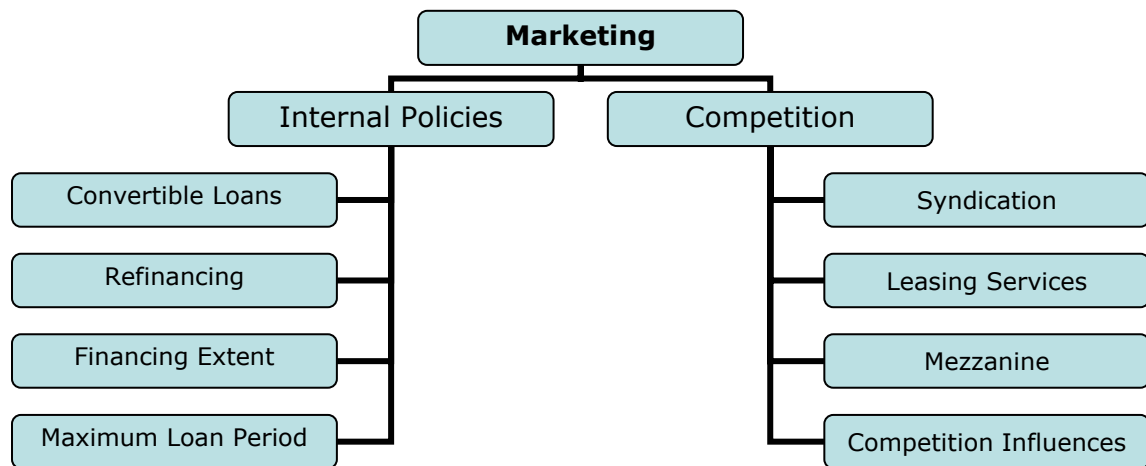 Marketing
Internal Policies
Competition
Convertible Loans
Refinancing
Financing Extent
Maximum Loan Period
Syndication
Leasing Services
Mezzanine
Competition Influences